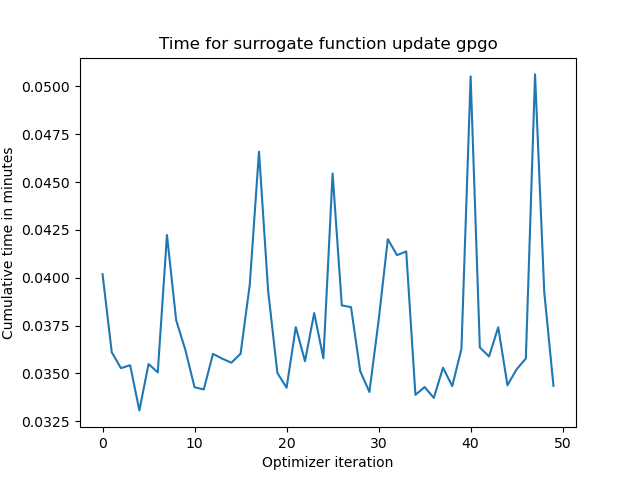 Time for surrogate function update gpgo
Cumulative time in minutes
0.0500
0.0475
0.0450
0.0425
0.0400
0.0375
0.0350
0.0325
0 10 20 30 40 50
Optimizer iteration